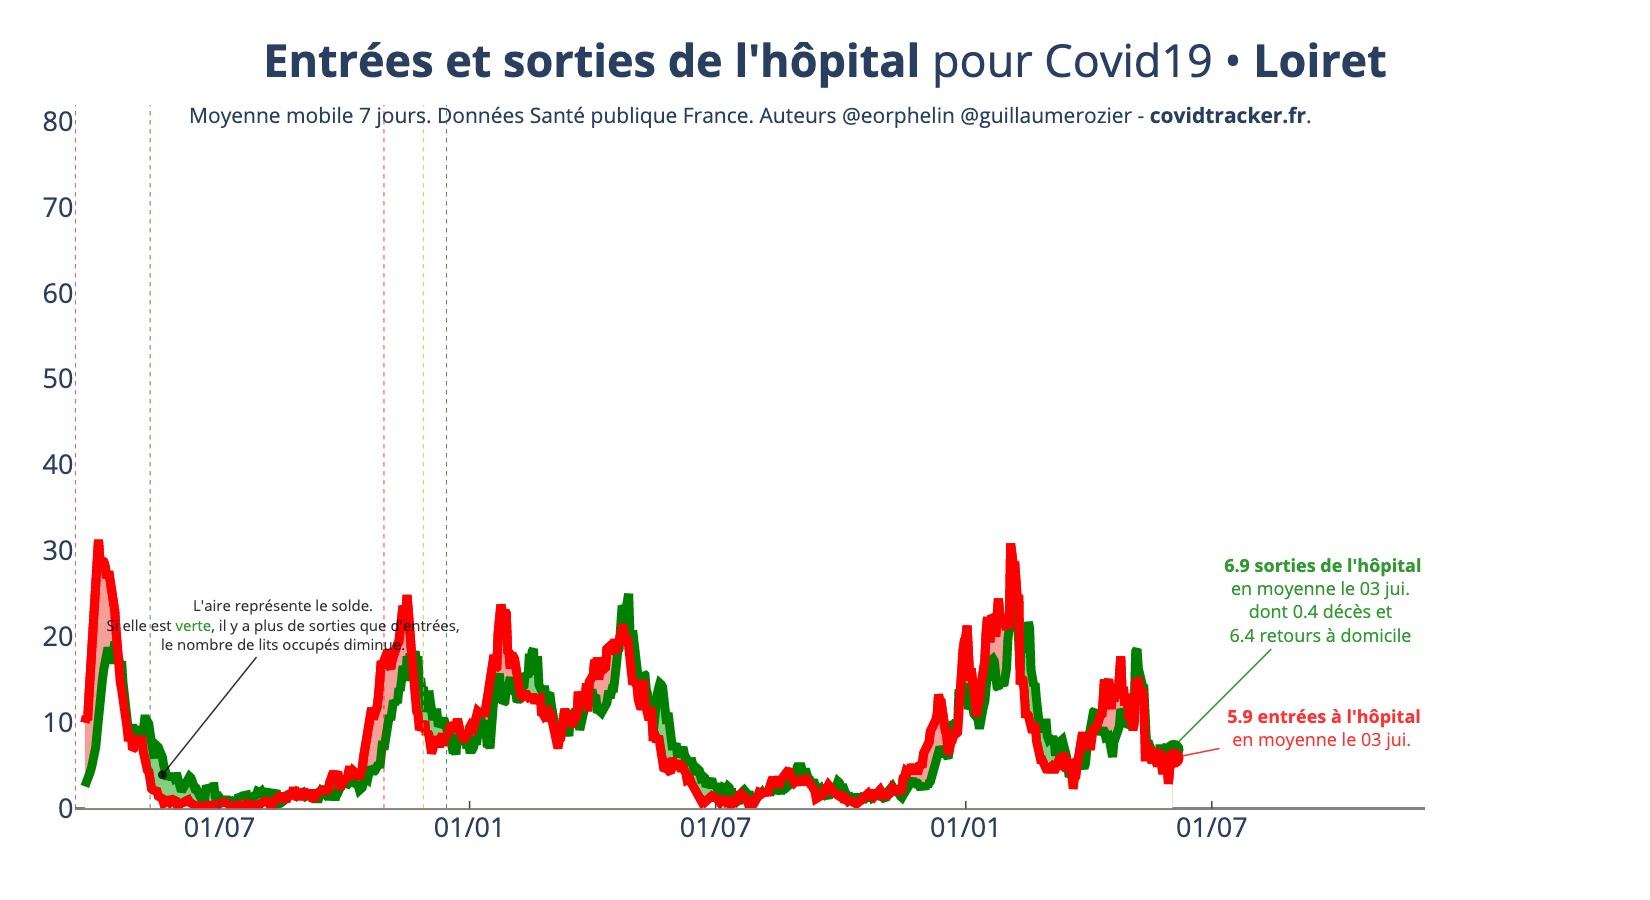 Entrées et sorties de l'hôpital pour Covid19 • Loiret
Moyenne mobile 7 jours. Données Santé publique France. Auteurs @eorphelin @guillaumerozier - covidtracker.fr.
80
70
60
50
40
30
20
10
0
L'aire représente le solde.
Si elle est verte, il y a plus de sorties que d'entrées,
le nombre de lits occupés diminue.
6.9 sorties de l'hôpital
en moyenne le 03 jui.
dont 0.4 décès et
6.4 retours à domicile
5.9 entrées à l'hôpital
en moyenne le 03 jui.
01/07
01/01
01/07
01/01
01/07